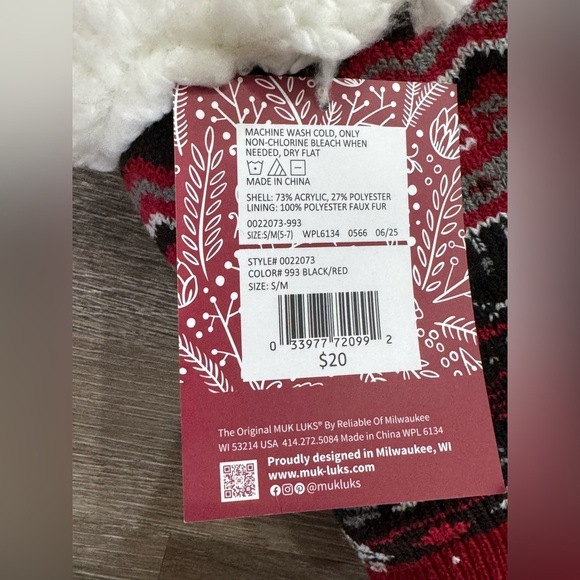 MACHINE WASH COLD, ONLY
NON-CHLORINE BLEACH WHEN
NEEDED, DRY FLAT
MADE IN CHINA
SHELL: 73% ACRYLIC, 27% POLYESTER
LINING: 100% POLYESTER FAUX FUR
0022073-993
SIZE:S/M(5-7) WPL6134 0566 06/25
STYLE# 0022073
COLOR# 993 BLACK/RED
SIZE: S/M
0 33977 72099 2
$20
The Original MUK LUKS® By Reliable Of Milwaukee
WI 53214 USA 414.272.5084 Made in China WPL 6134
Proudly designed in Milwaukee, WI
www.muk-luks.com
@mukluks